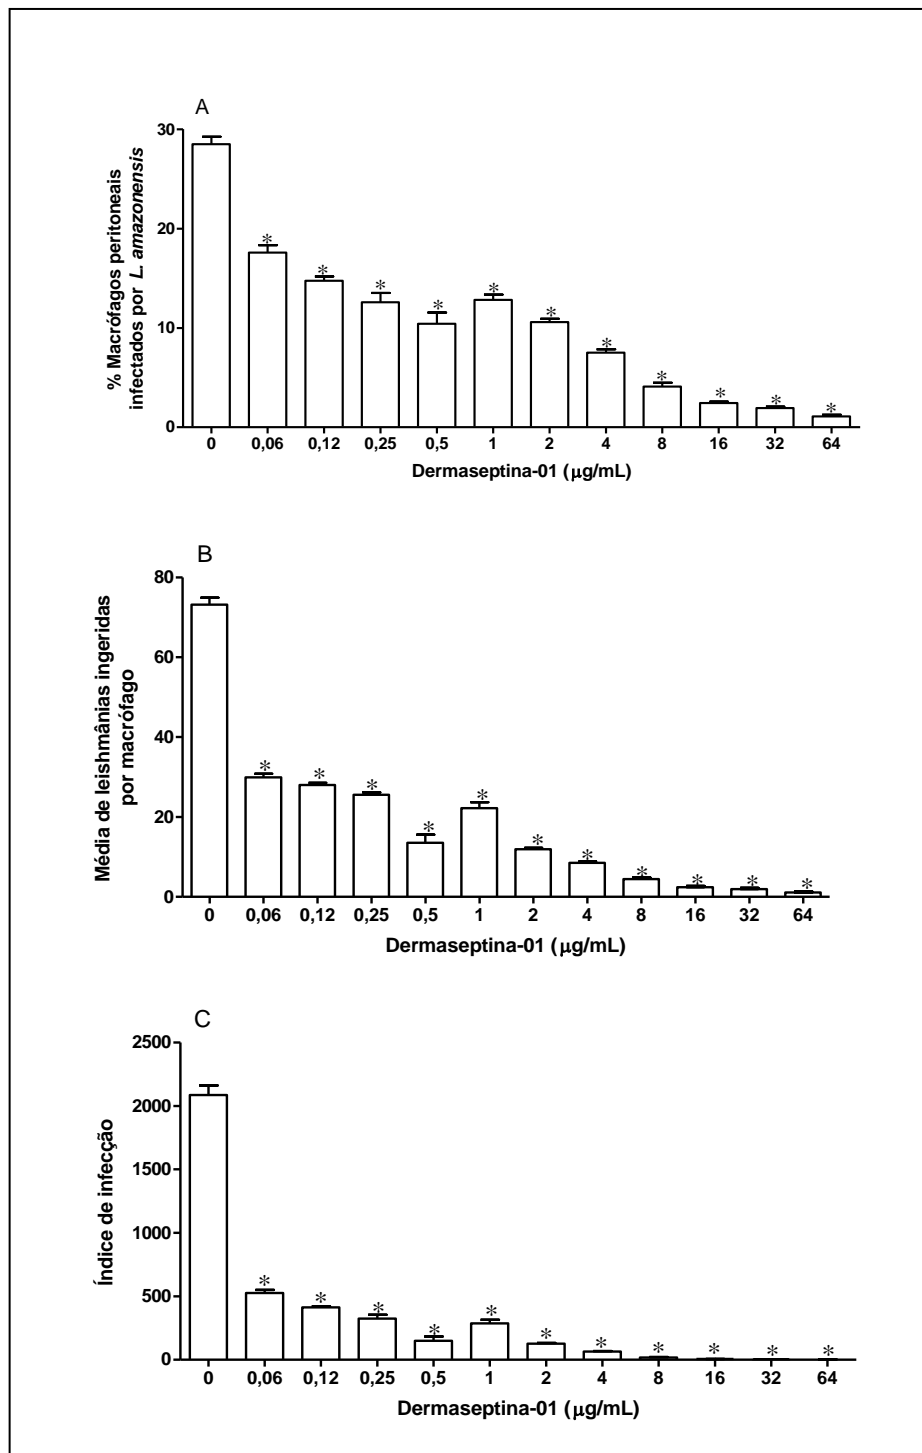 A
% Macrófagos peritoneais
infectados por L. amazonensis
30
20
10
0
* * * * * * * * * * *
0 0,06 0,12 0,25 0,5 1 2 4 8 16 32 64
Dermaseptina-01 (µg/mL)
B
Média de leishmânias ingeridas
por macrófago
80
60
40
20
0
* * * * * * * * * * *
0 0,06 0,12 0,25 0,5 1 2 4 8 16 32 64
Dermaseptina-01 (µg/mL)
C
Índice de infecção
2500
2000
1500
1000
500
0
* * * * * * * * * * *
0 0,06 0,12 0,25 0,5 1 2 4 8 16 32 64
Dermaseptina-01 (µg/mL)